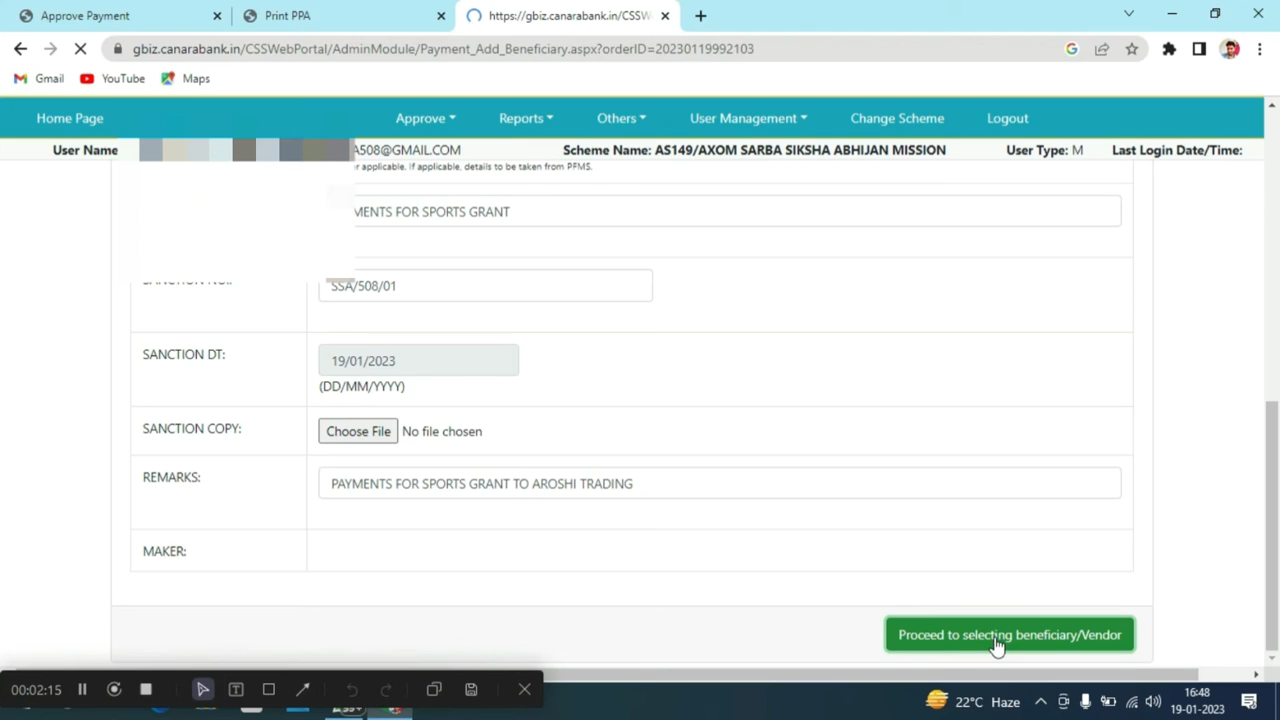 Approve Payment
Print PPA
https://gbiz.canarabank.in/CSSW
gbiz.canarabank.in/CSSWebPortal/AdminModule/Payment_Add_Beneficiary.aspx?orderID=20230119992103
Gmail YouTube Maps
Home Page Approve Reports Others User Management Change Scheme Logout
User Name A508@GMAIL.COM Scheme Name: AS149/AXOM SARBA SIKSHA ABHIJAN MISSION User Type: M Last Login Date/Time:
r applicable. If applicable, details to be taken from PFMS.
MENTS FOR SPORTS GRANT
SANCTION NO.: SSA/508/01
SANCTION DT: 19/01/2023
(DD/MM/YYYY)
SANCTION COPY: Choose File No file chosen
REMARKS: PAYMENTS FOR SPORTS GRANT TO AROSHI TRADING
MAKER:
Proceed to selecting beneficiary/Vendor
00:02:15
22°C Haze
16:48
19-01-2023